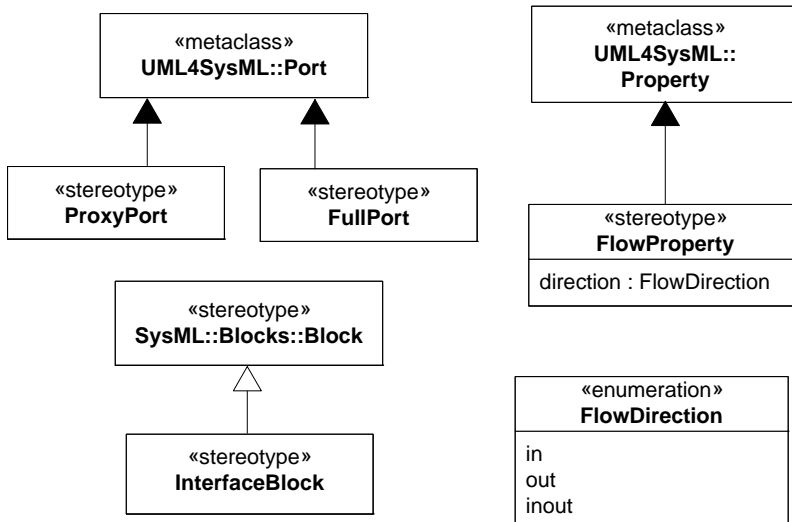 «metaclass»
UML4SysML::Port
«metaclass»
UML4SysML::
Property
«stereotype»
ProxyPort
«stereotype»
FullPort
«stereotype»
FlowProperty
direction : FlowDirection
«stereotype»
SysML::Blocks::Block
«stereotype»
InterfaceBlock
«enumeration»
FlowDirection
in
out
inout